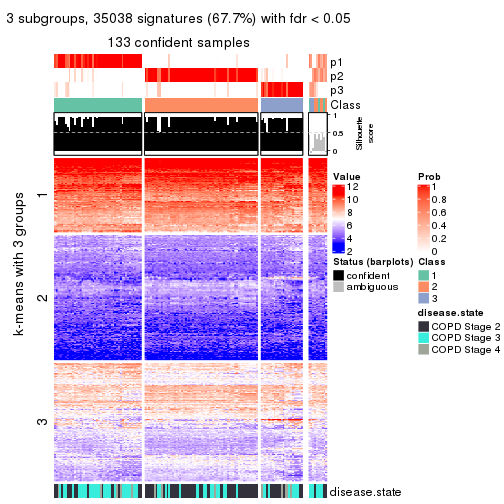 3 subgroups, 35038 signatures (67.7%) with fdr < 0.05
133 confident samples
p1
p2
p3
Class
1
0.5
0
Silhouette
score
k-means with 3 groups
1
2
3
disease.state
Value
12
10
8
6
4
2
Prob
1
0.8
0.6
0.4
0.2
0
Status (barplots)
confident
ambiguous
Class
1
2
3
disease.state
COPD Stage 2
COPD Stage 3
COPD Stage 4